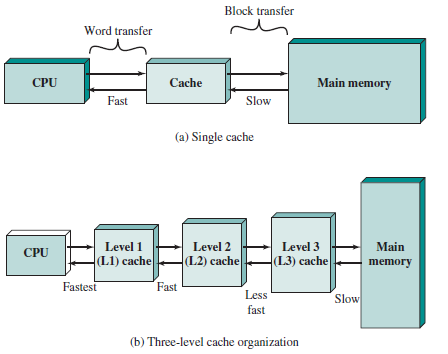 Block transfer
Word transfer
CPU
Cache
Main memory
Fast
Slow
(a) Single cache
CPU
Level 1
(L1) cache
Level 2
(L2) cache
Level 3
(L3) cache
Main
memory
Fastest
Fast
Less
fast
Slow
(b) Three-level cache organization